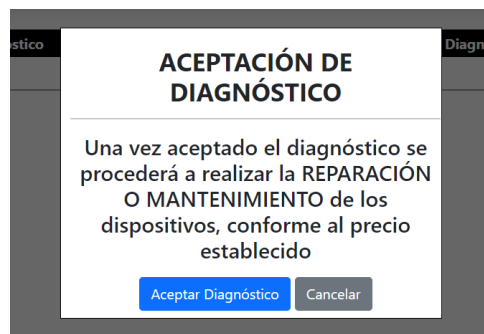 ACEPTACIÓN DE
DIAGNÓSTICO
Una vez aceptado el diagnóstico se
procederá a realizar la REPARACIÓN
O MANTENIMIENTO de los
dispositivos, conforme al precio
establecido
Aceptar Diagnóstico Cancelar